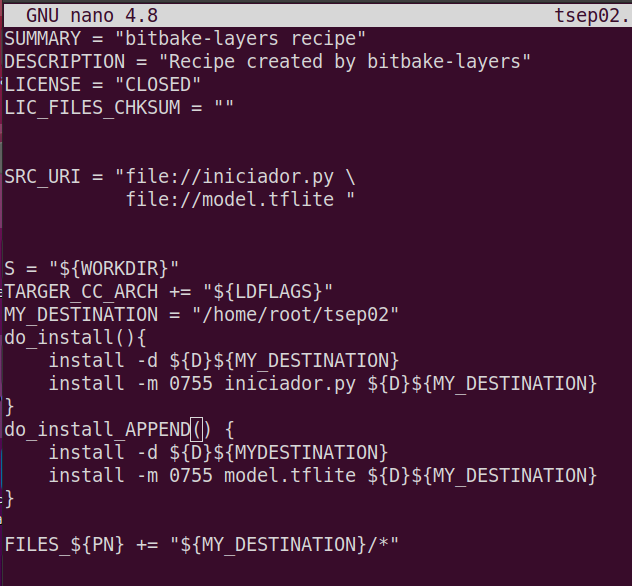 GNU nano 4.8 tsep02.
SUMMARY = "bitbake-layers recipe"
DESCRIPTION = "Recipe created by bitbake-layers"
LICENSE = "CLOSED"
LIC_FILES_CHKSUM = ""
SRC_URI = "file://iniciador.py \
file://model.tflite "
S = "${WORKDIR}"
TARGER_CC_ARCH += "${LDFLAGS}"
MY_DESTINATION = "/home/root/tsep02"
do_install(){
install -d ${D}${MY_DESTINATION}
install -m 0755 iniciador.py ${D}${MY_DESTINATION}
}
do_install_APPEND() {
install -d ${D}${MYDESTINATION}
install -m 0755 model.tflite ${D}${MY_DESTINATION}
}
FILES_${PN} += "${MY_DESTINATION}/*"